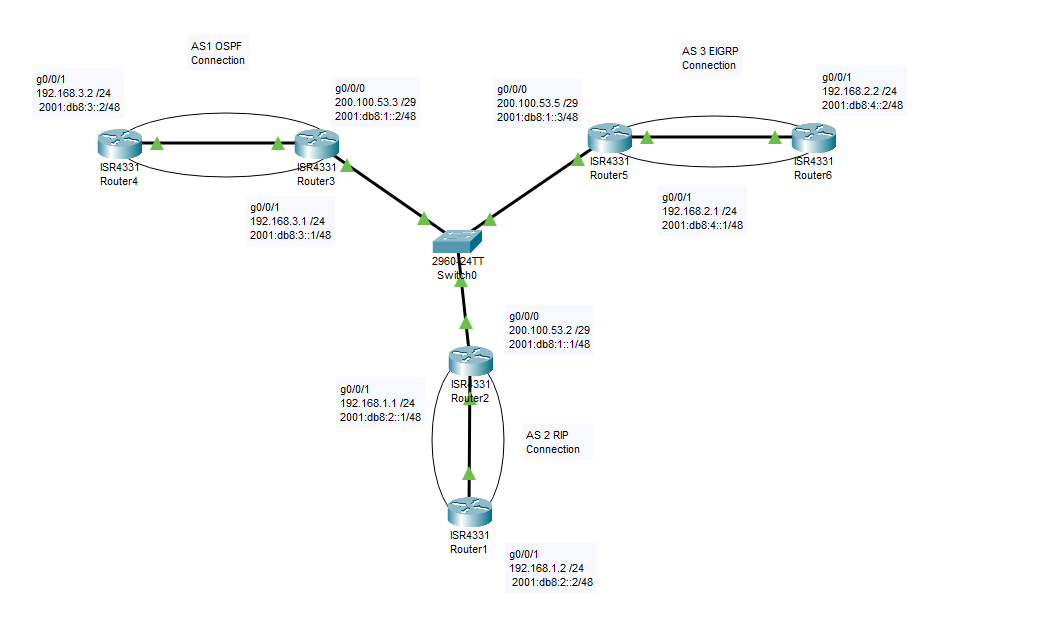 AS1 OSPF
Connection
AS 3 EIGRP
Connection
g0/0/1
192.168.3.2 /24
2001:db8:3::2/48
g0/0/0
200.100.53.3 /29
2001:db8:1::2/48
g0/0/0
200.100.53.5 /29
2001:db8:1::3/48
g0/0/1
192.168.2.2 /24
2001:db8:4::2/48
ISR4331
Router4
ISR4331
Router3
ISR4331
Router5
ISR4331
Router6
g0/0/1
192.168.3.1 /24
2001:db8:3::1/48
g0/0/1
192.168.2.1 /24
2001:db8:4::1/48
2960-24TT
Switch0
g0/0/0
200.100.53.2 /29
2001:db8:1::1/48
ISR4331
Router2
g0/0/1
192.168.1.1 /24
2001:db8:2::1/48
AS 2 RIP
Connection
ISR4331
Router1
g0/0/1
192.168.1.2 /24
2001:db8:2::2/48